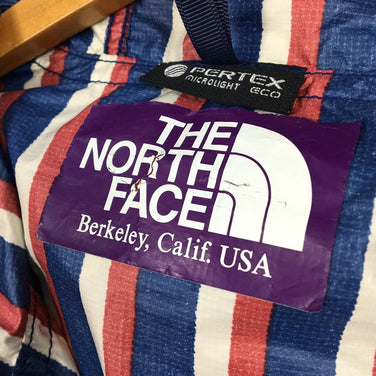 PERTEX
MICROLIGHT ECO
THE
NORTH
FACE
Berkeley, Calif. USA